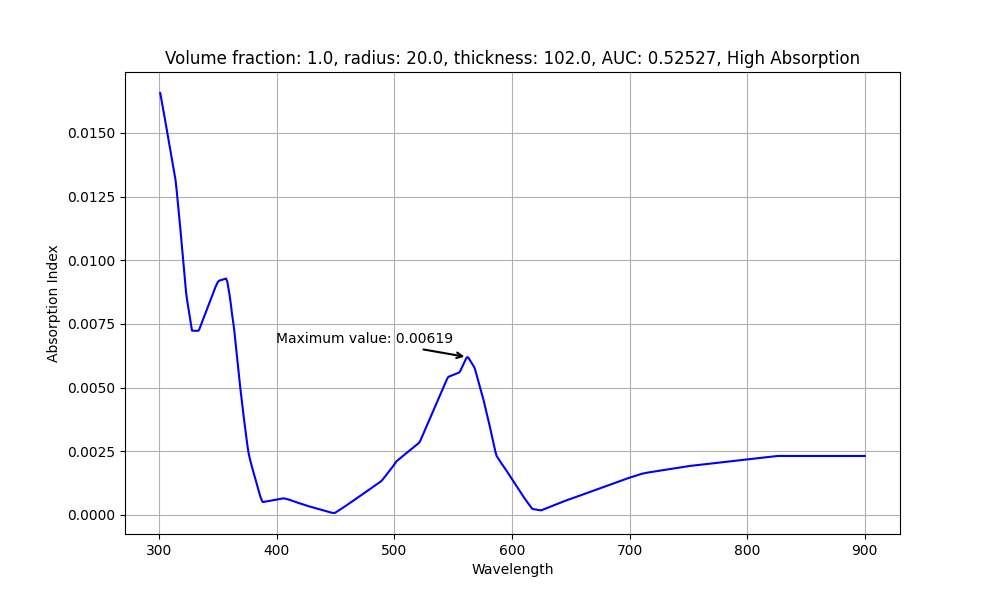 Volume fraction: 1.0, radius: 20.0, thickness: 102.0, AUC: 0.52527, High Absorption
0.0150
0.0125
0.0100
0.0075
0.0050
0.0025
0.0000
Absorption Index
Maximum value: 0.00619
300 400 500 600 700 800 900
Wavelength